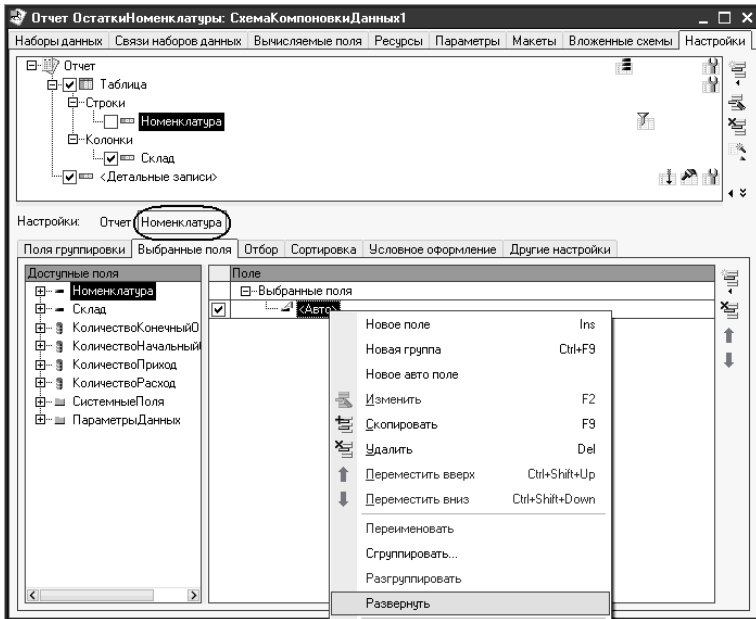 Отчет ОстаткиНоменклатуры: СхемаКомпоновкиДанных1
Наборы данных Связи наборов данных Вычисляемые поля Ресурсы Параметры Макеты Вложенные схемы Настройки
Отчет
Таблица
Строки
Номенклатура
Колонки
Склад
<Детальные записи>
Настройки: Отчет Номенклатура
Поля группировки Выбранные поля Отбор Сортировка Условное оформление Другие настройки
Доступные поля Поле
Номенклатура Выбранные поля
Склад <Авто>
КоличествоКонечныйО
КоличествоНачальный
КоличествоПриход
КоличествоРасход
СистемныеПоля
ПараметрыДанных
Новое поле Ins
Новая группа Ctrl+F9
Новое авто поле
Изменить F2
Скопировать F9
Удалить Del
Переместить вверх Ctrl+Shift+Up
Переместить вниз Ctrl+Shift+Down
Переименовать
Сгруппировать...
Разгруппировать
Развернуть